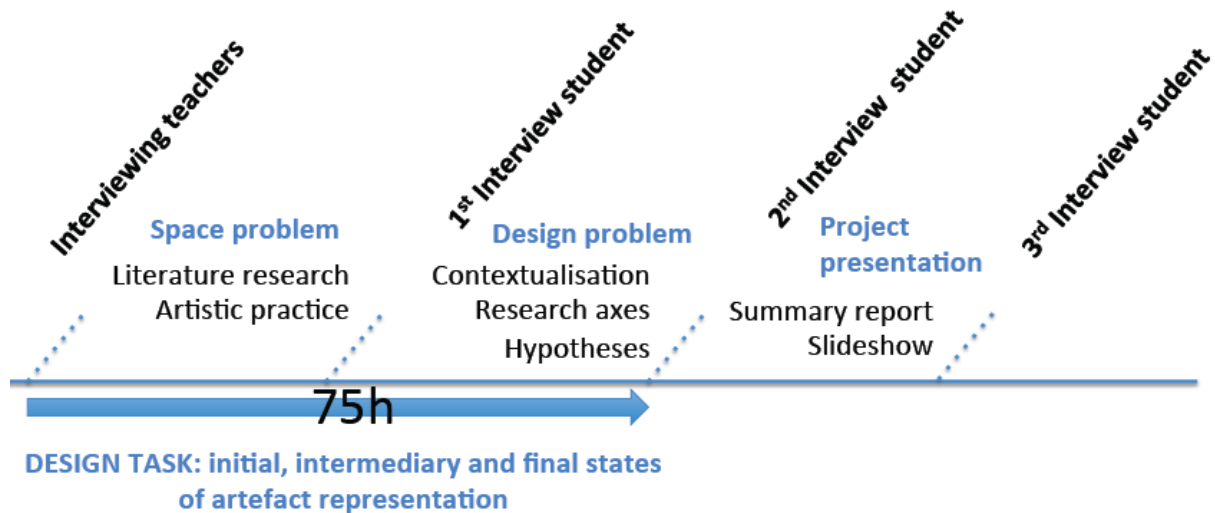 Interviewing teachers
1st Interview student
2nd Interview student
3rd Interview student
Space problem
Literature research
Artistic practice
Design problem
Contextualisation
Research axes
Hypotheses
Project
presentation
Summary report
Slideshow
75h
DESIGN TASK: initial, intermediary and final states
of artefact representation